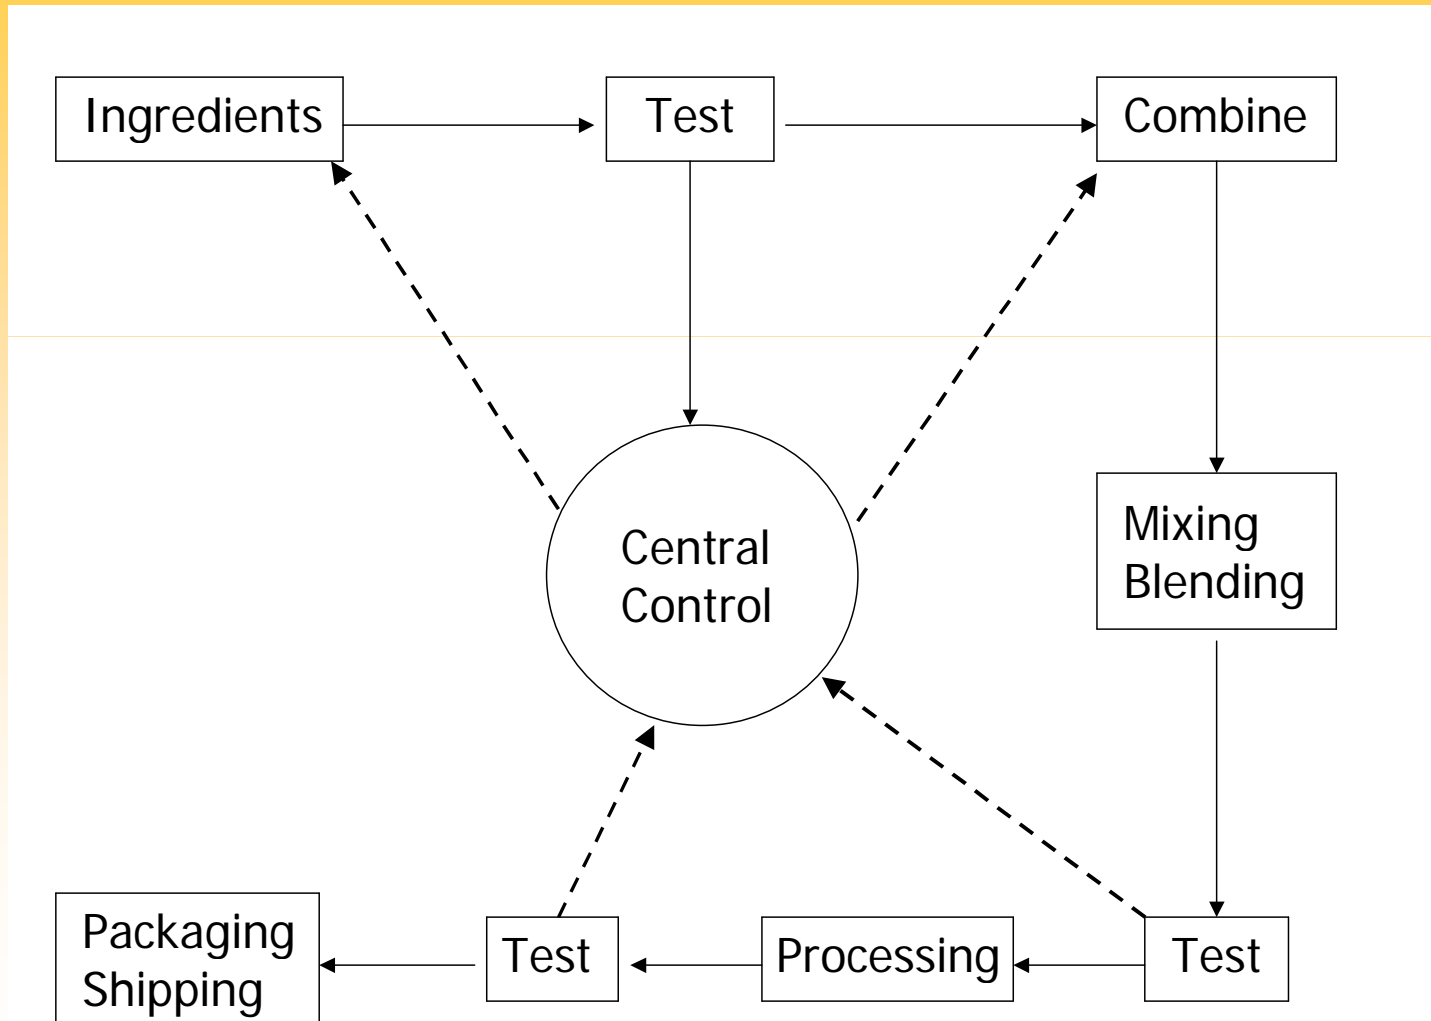 Ingredients
Test
Combine
Central
Control
Mixing
Blending
Packaging
Shipping
Test
Processing
Test